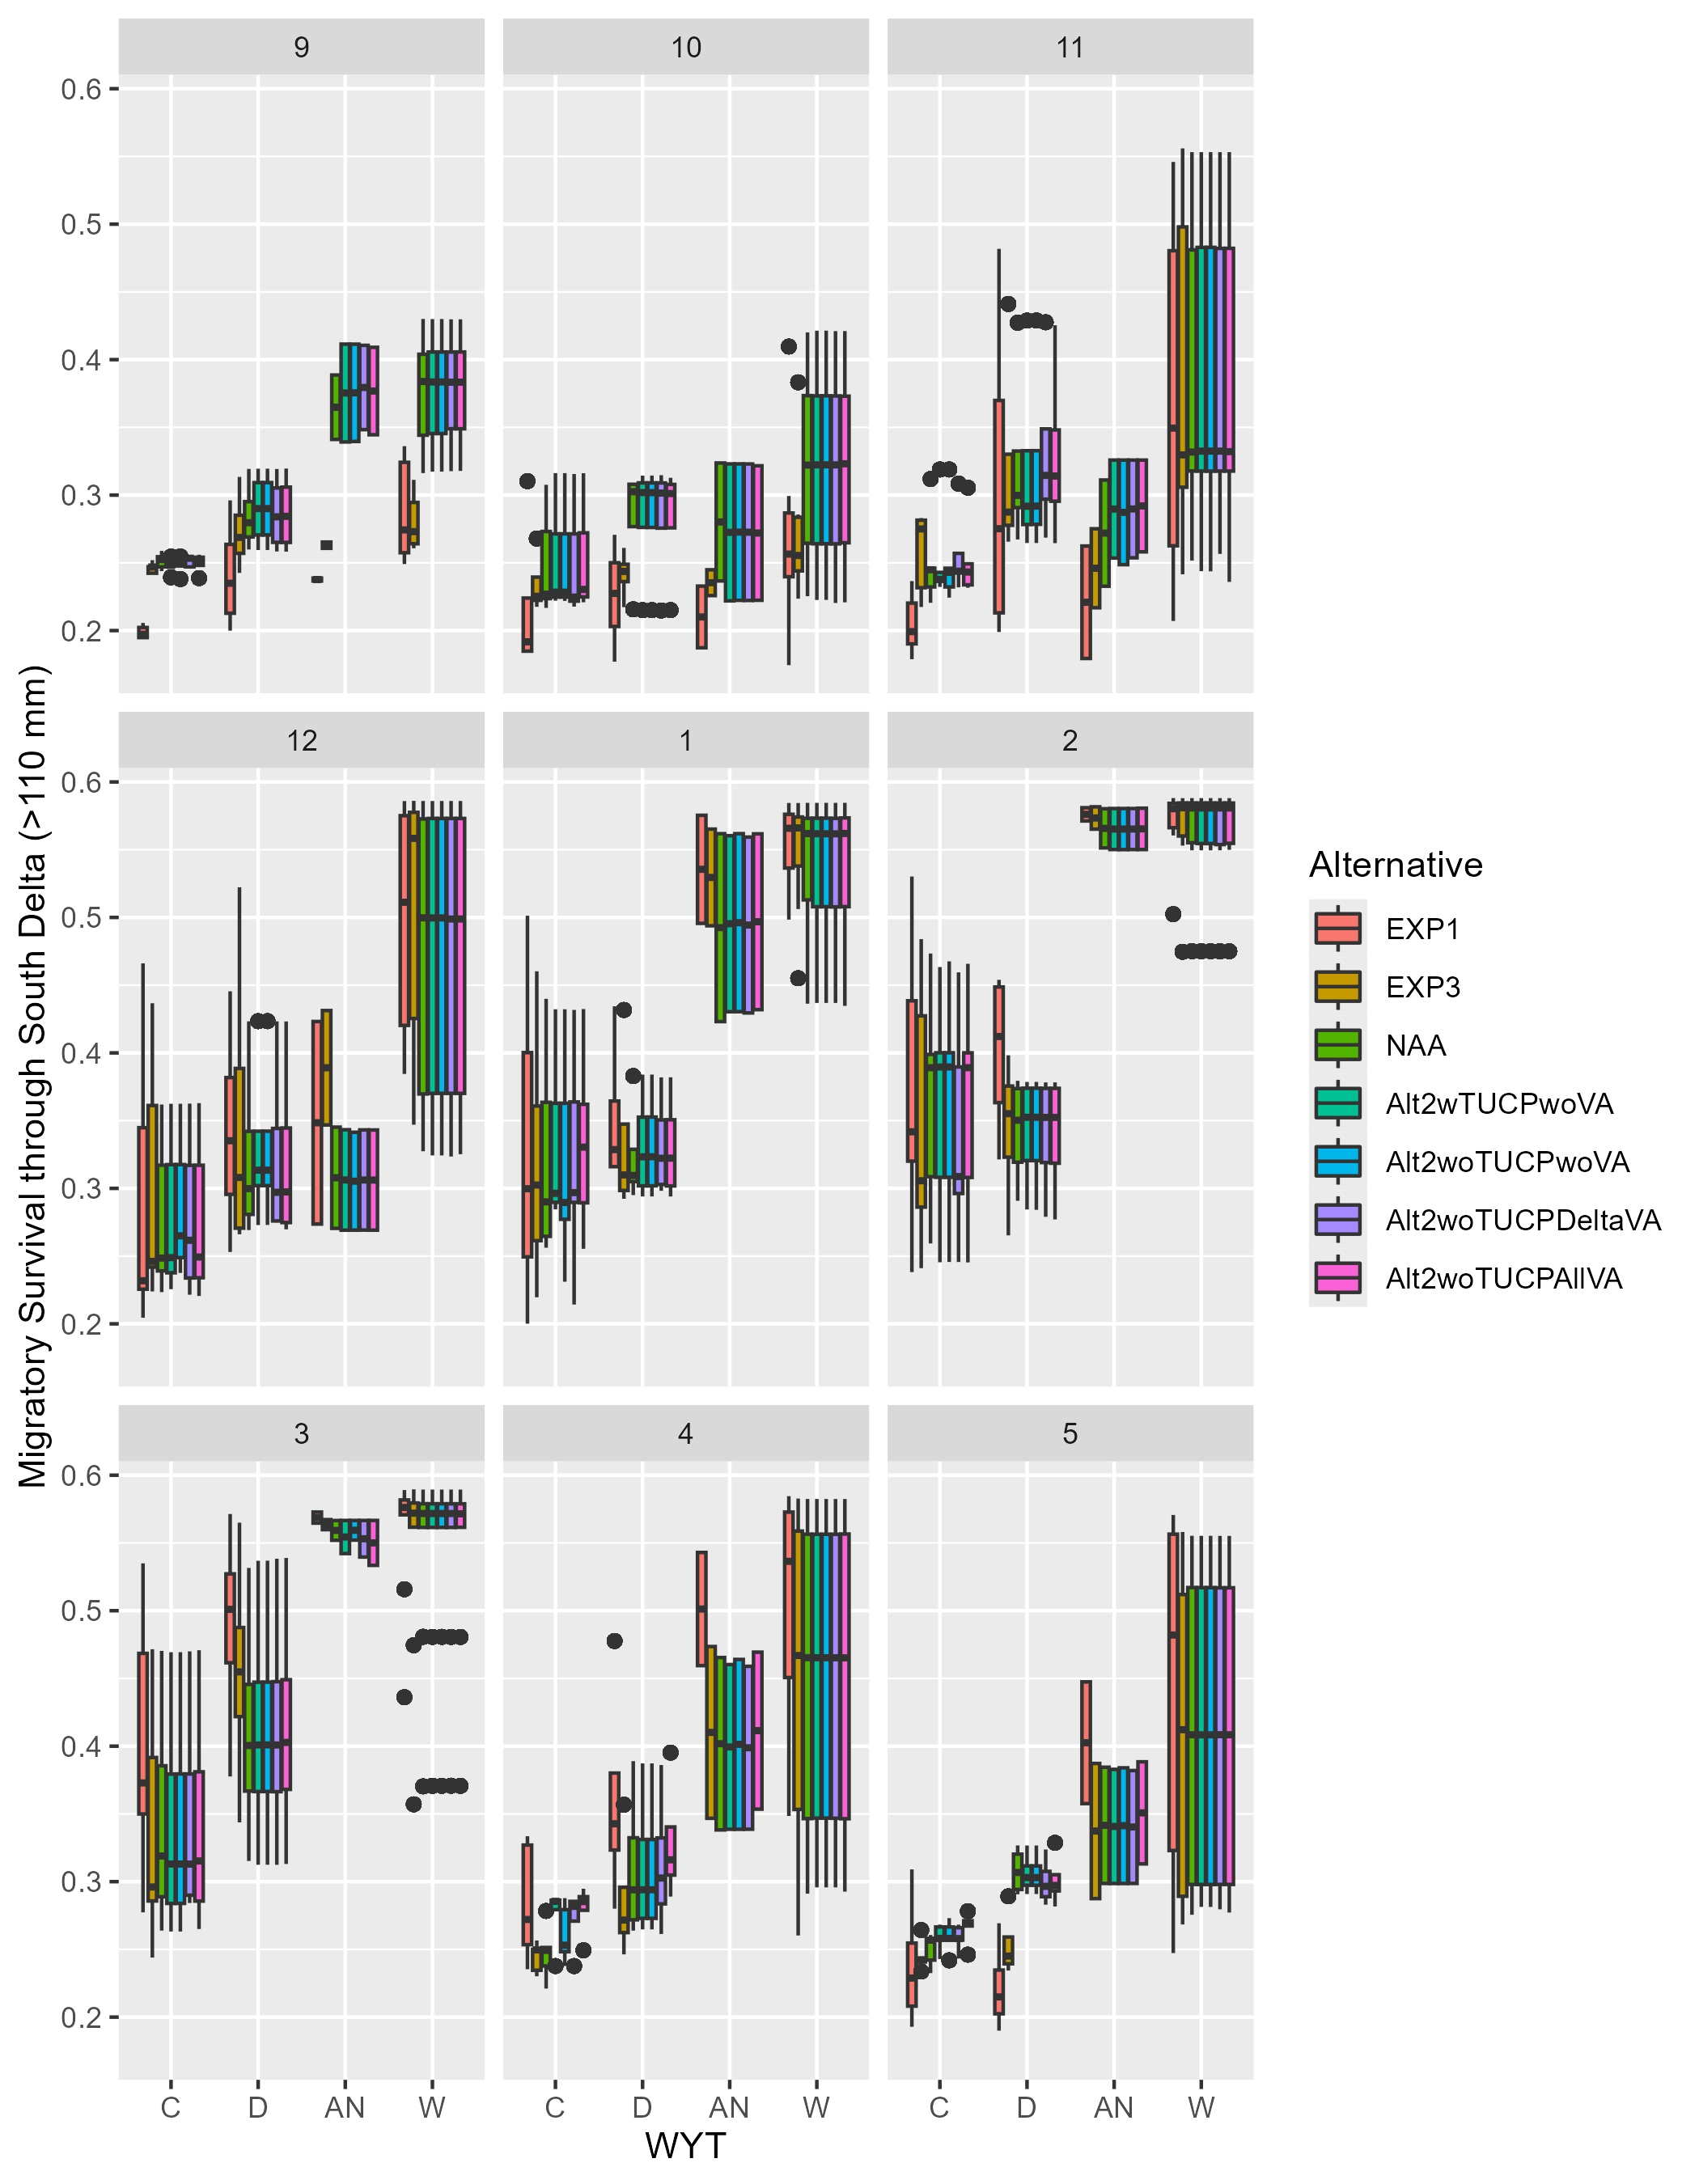 9 10 11
0.6
0.5
0.4
0.3
0.2
12 1 2
0.6
0.5
0.4
0.3
0.2
3 4 5
0.6
0.5
0.4
0.3
0.2
C D AN W C D AN W C D AN W
WYT
Migratory Survival through South Delta (>110 mm)
Alternative
EXP1
EXP3
NAA
Alt2wTUCPwoVA
Alt2woTUCPwoVA
Alt2woTUCPDeltaVA
Alt2woTUCPAllVA